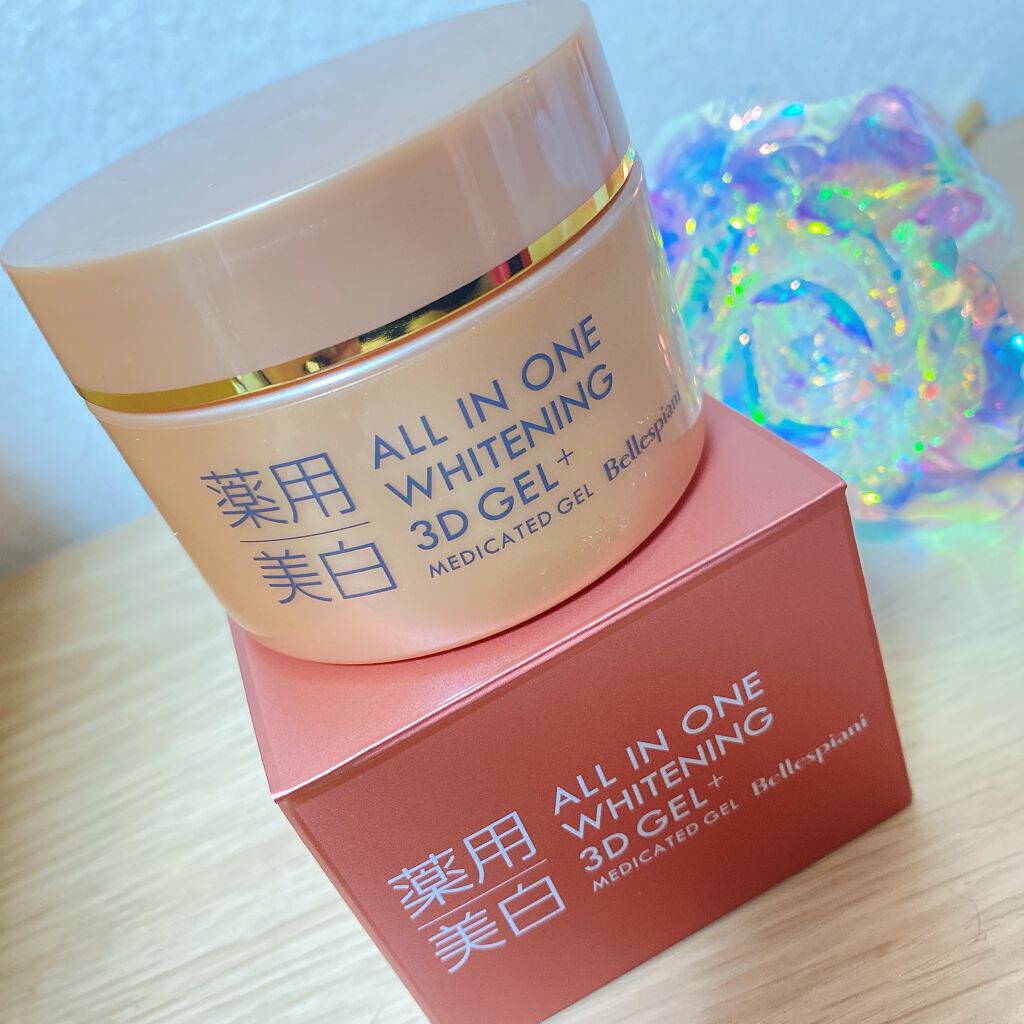 薬用
美白
ALL IN ONE
WHITENING
3D GEL+
MEDICATED GEL
Bellespiani
薬用
美白
ALL IN ONE
WHITENING
3D GEL+
MEDICATED GEL
Bellespiani